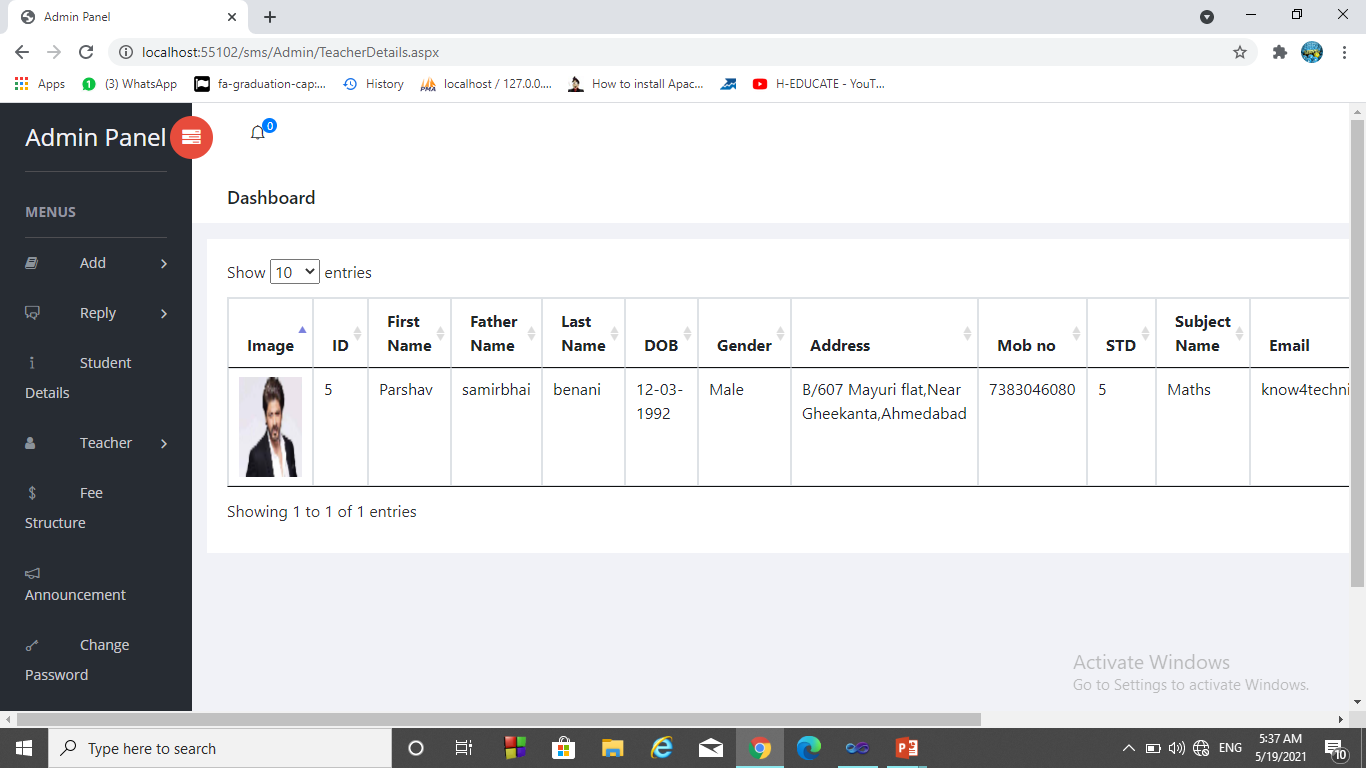 Admin Panel
localhost:55102/sms/Admin/TeacherDetails.aspx
Apps
1
(3) WhatsApp
fa-graduation-cap:...
History
PMA
localhost / 127.0.0....
How to install Apac...
H-EDUCATE - YouT...
Admin Panel
0
Dashboard
MENUS
Add
Reply
Student
Details
Teacher
Fee
Structure
Announcement
Change
Password
Show 10 entries
Image ID First Name Father Name Last Name DOB Gender Address Mob no STD Subject Name Email
5 Parshav samirbhai benani 12-03-1992 Male B/607 Mayuri flat,Near Gheekanta,Ahmedabad 7383046080 5 Maths know4techni
Showing 1 to 1 of 1 entries
Activate Windows
Go to Settings to activate Windows.
Type here to search
ENG
5:37 AM
5/19/2021
10